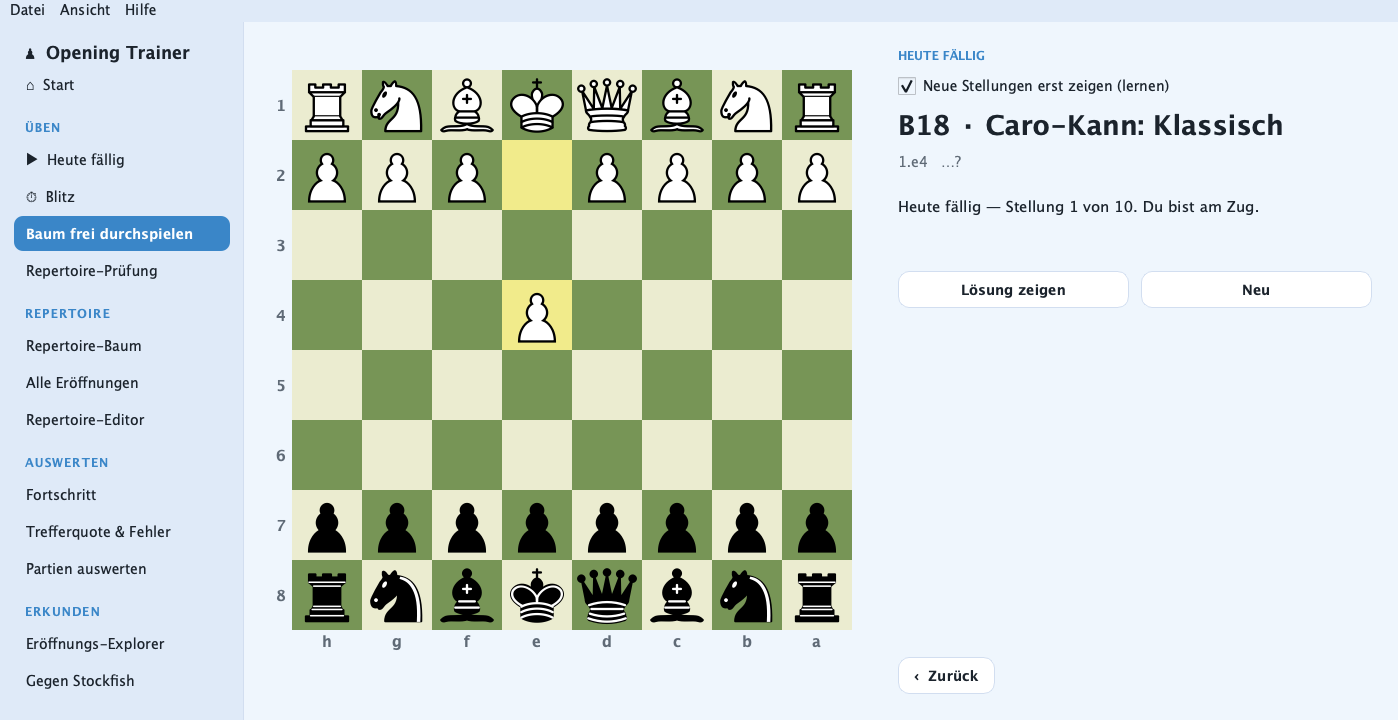 Datei Ansicht Hilfe
Opening Trainer
Start
ÜBEN
Heute fällig
Blitz
Baum frei durchspielen
Repertoire-Prüfung
REPERTOIRE
Repertoire-Baum
Alle Eröffnungen
Repertoire-Editor
AUSWERTEN
Fortschritt
Trefferquote & Fehler
Partien auswerten
ERKUNDEN
Eröffnungs-Explorer
Gegen Stockfish
1
2
3
4
5
6
7
8
h g f e d c b a
HEUTE FÄLLIG
Neue Stellungen erst zeigen (lernen)
B18 · Caro-Kann: Klassisch
1.e4 …?
Heute fällig — Stellung 1 von 10. Du bist am Zug.
Lösung zeigen Neu
‹ Zurück